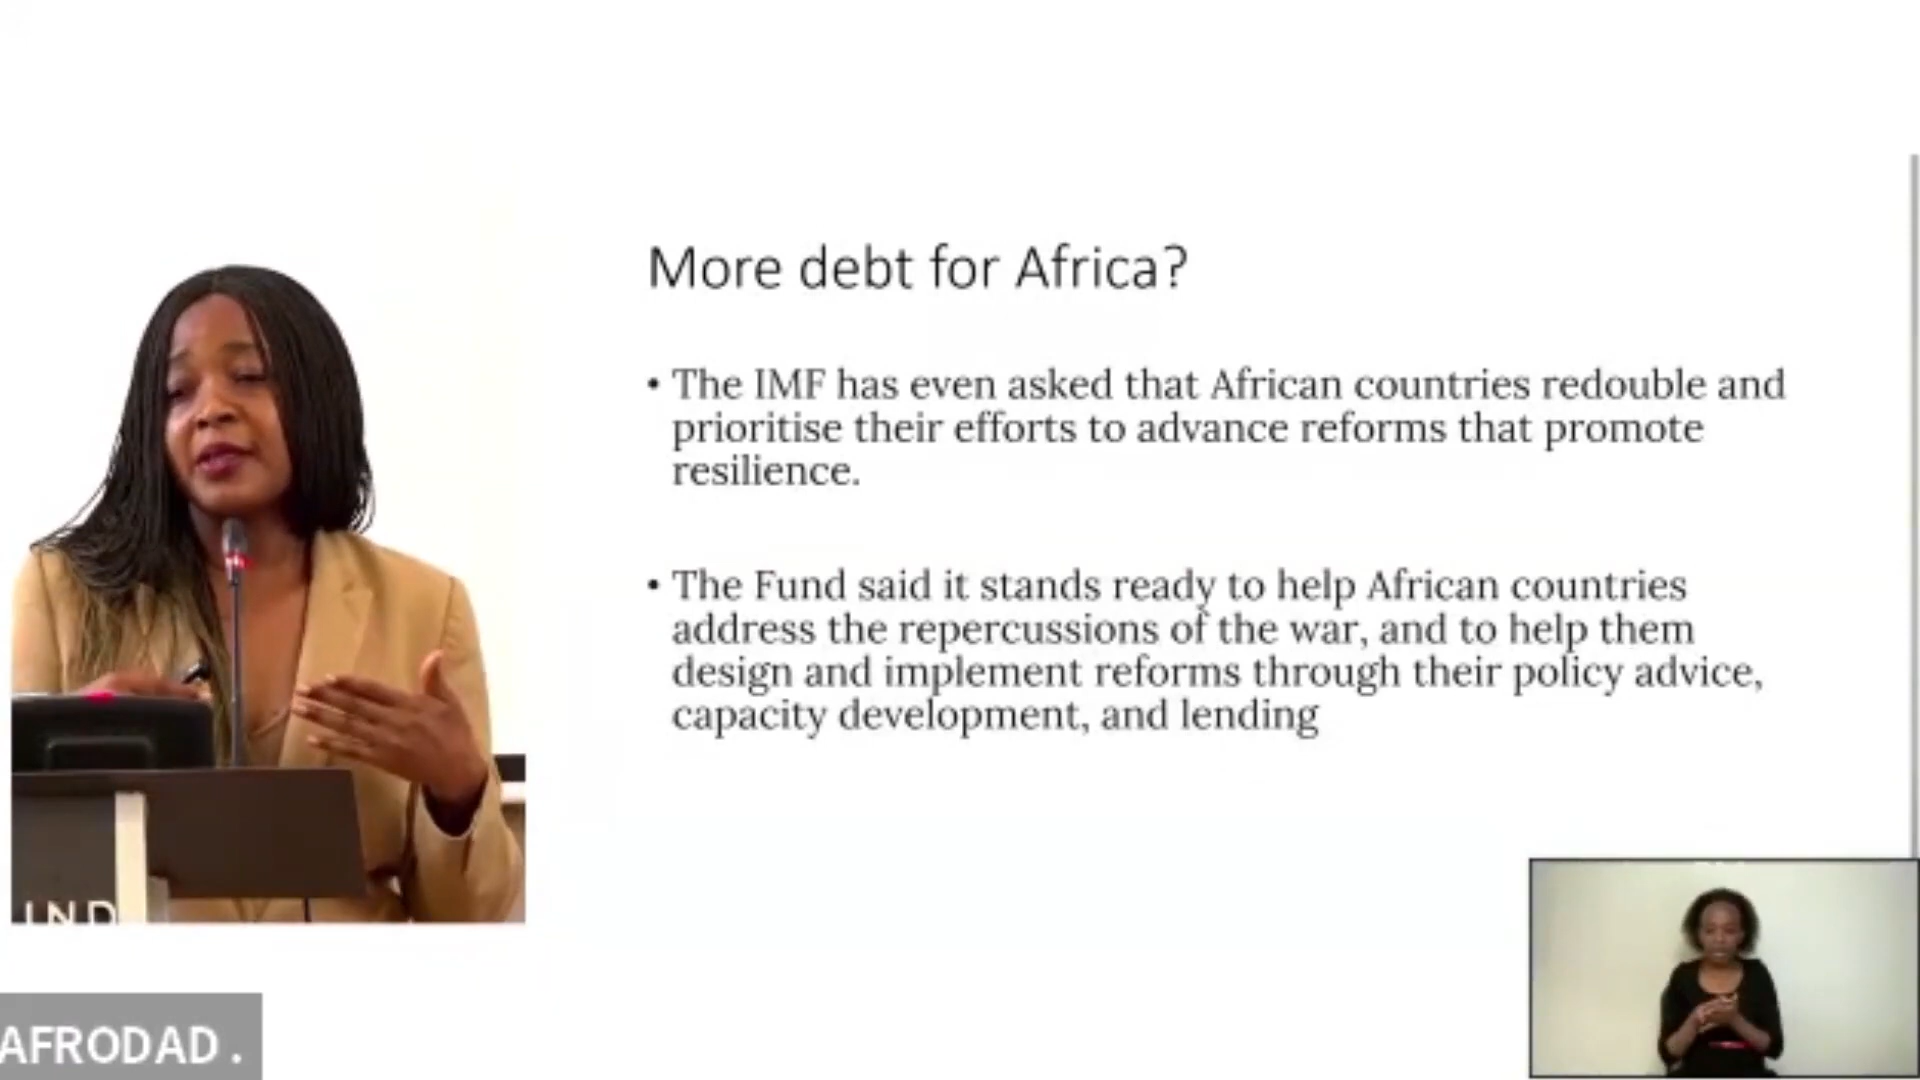 More debt for Africa?
• The IMF has even asked that African countries redouble and
prioritise their efforts to advance reforms that promote
resilience.
• The Fund said it stands ready to help African countries
address the repercussions of the war, and to help them
design and implement reforms through their policy advice,
capacity development, and lending
IND
AFRODAD .